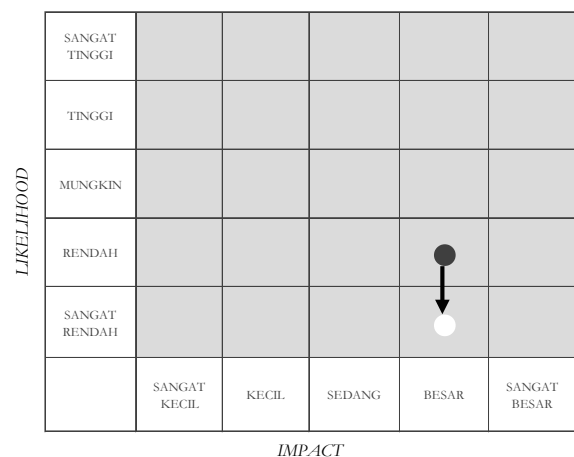 SANGAT
TINGGI
TINGGI
MUNGKIN
LIKELIHOOD
RENDAH
SANGAT
RENDAH
SANGAT
KECIL
KECIL
SEDANG
BESAR
SANGAT
BESAR
IMPACT